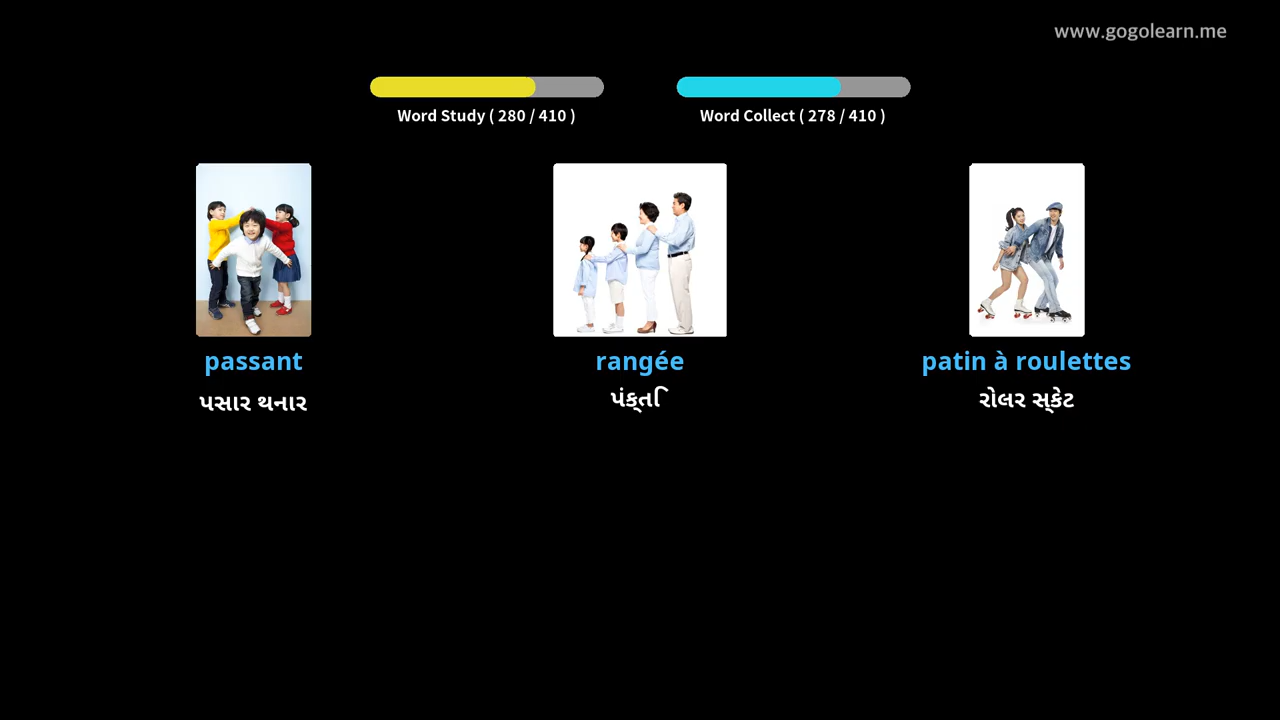 www.gogolearn.me
Word Study ( 280 / 410 )
Word Collect ( 278 / 410 )
passant
rangée
patin à roulettes
પસાર થનાર
પંક્તિ
રોલર સ્કેટ